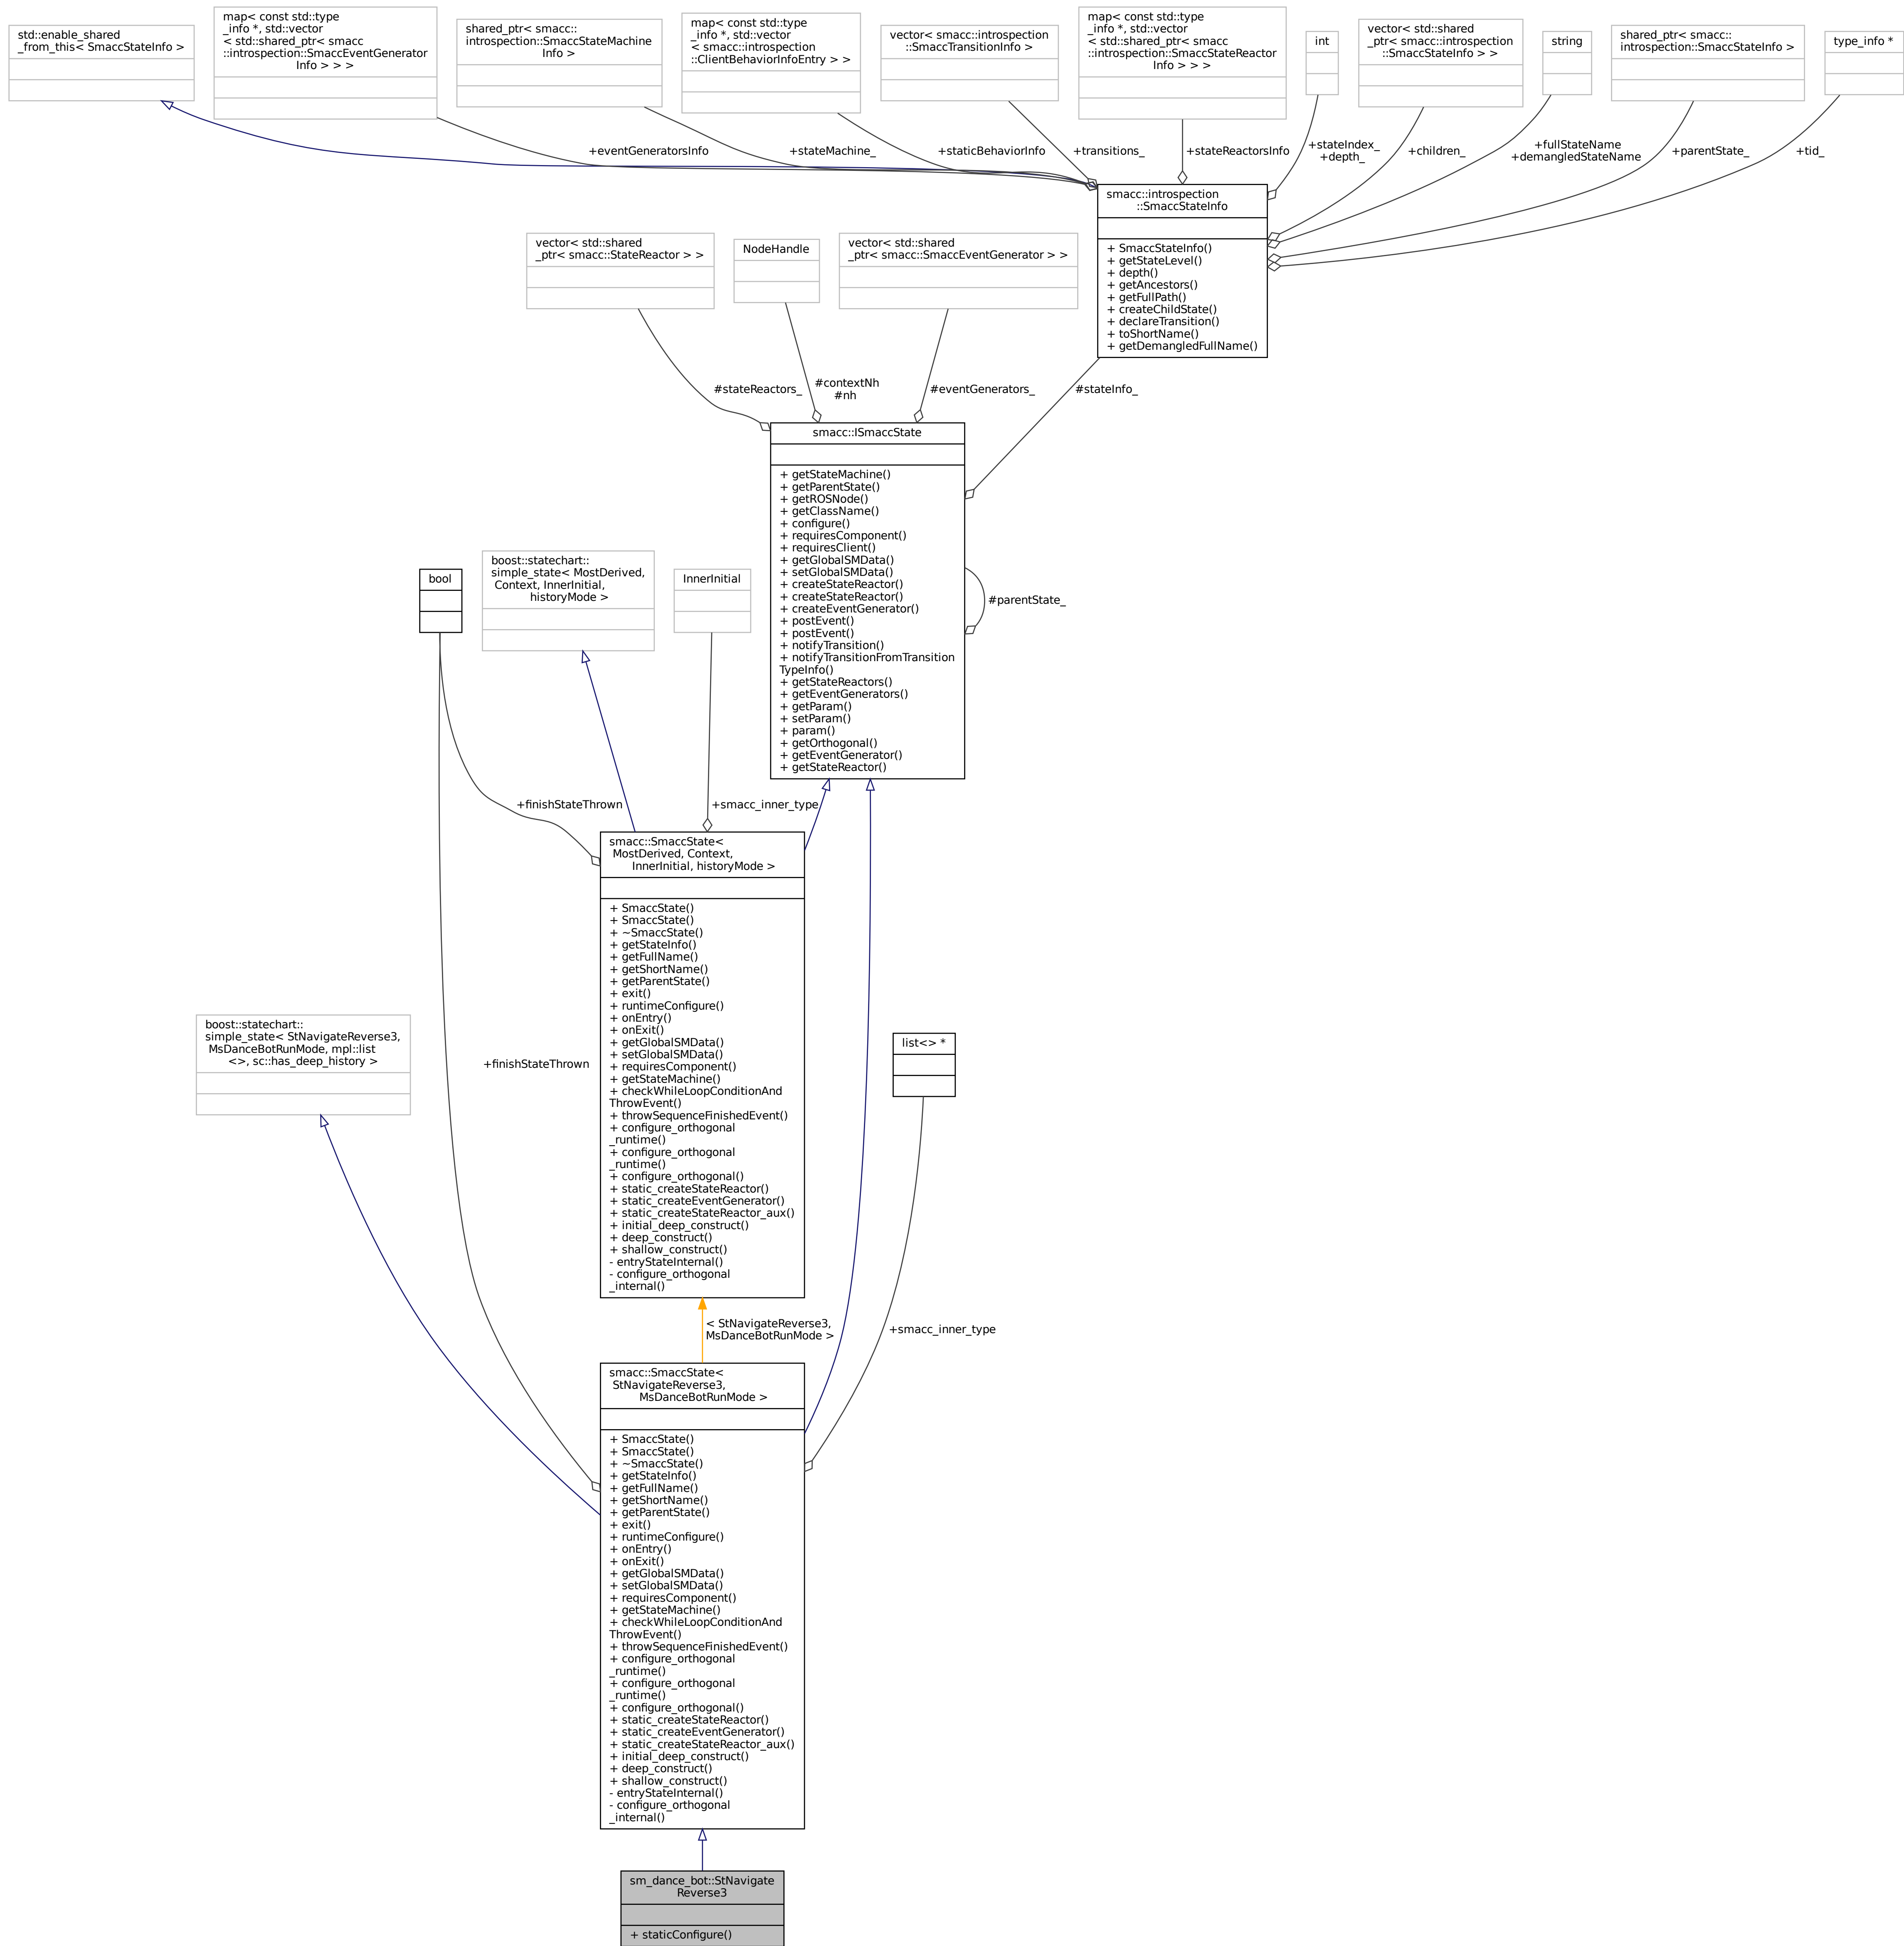 std::enable_shared
_from_this< SmaccStateInfo >
map< const std::type
_info *, std::vector
< std::shared_ptr< smacc
::introspection::SmaccEventGenerator
Info > > >
shared_ptr< smacc::
introspection::SmaccStateMachine
Info >
map< const std::type
_info *, std::vector
< smacc::introspection
::ClientBehaviorInfoEntry > >
vector< smacc::introspection
::SmaccTransitionInfo >
map< const std::type
_info *, std::vector
< std::shared_ptr< smacc
::introspection::SmaccStateReactor
Info > > >
int
vector< std::shared
_ptr< smacc::introspection
::SmaccStateInfo > >
string
shared_ptr< smacc::
introspection::SmaccStateInfo >
type_info *
+eventGeneratorsInfo
+stateMachine_
+staticBehaviorInfo
+transitions_
+stateReactorsInfo
+stateIndex_
+depth_
+children_
+fullStateName
+demangledStateName
+parentState_
+tid_
smacc::introspection
::SmaccStateInfo
+ SmaccStateInfo()
+ getStateLevel()
+ depth()
+ getAncestors()
+ getFullPath()
+ createChildState()
+ declareTransition()
+ toShortName()
+ getDemangledFullName()
vector< std::shared
_ptr< smacc::StateReactor > >
NodeHandle
vector< std::shared
_ptr< smacc::SmaccEventGenerator > >
#stateReactors_
#contextNh
#nh
#eventGenerators_
#stateInfo_
smacc::ISmaccState
+ getStateMachine()
+ getParentState()
+ getROSNode()
+ getClassName()
+ configure()
+ requiresComponent()
+ requiresClient()
+ getGlobalSMData()
+ setGlobalSMData()
+ createStateReactor()
+ createStateReactor()
+ createEventGenerator()
+ postEvent()
+ postEvent()
+ notifyTransition()
+ notifyTransitionFromTransition
TypeInfo()
+ getStateReactors()
+ getEventGenerators()
+ getParam()
+ setParam()
+ param()
+ getOrthogonal()
+ getEventGenerator()
+ getStateReactor()
#parentState_
bool
boost::statechart::
simple_state< MostDerived,
Context, InnerInitial,
historyMode >
InnerInitial
+finishStateThrown
+smacc_inner_type
smacc::SmaccState<
MostDerived, Context,
InnerInitial, historyMode >
+ SmaccState()
+ SmaccState()
+ ~SmaccState()
+ getStateInfo()
+ getFullName()
+ getShortName()
+ getParentState()
+ exit()
+ runtimeConfigure()
+ onEntry()
+ onExit()
+ getGlobalSMData()
+ setGlobalSMData()
+ requiresComponent()
+ getStateMachine()
+ checkWhileLoopConditionAnd
ThrowEvent()
+ throwSequenceFinishedEvent()
+ configure_orthogonal
_runtime()
+ configure_orthogonal
_runtime()
+ configure_orthogonal()
+ static_createStateReactor()
+ static_createEventGenerator()
+ static_createStateReactor_aux()
+ initial_deep_construct()
+ deep_construct()
+ shallow_construct()
- entryStateInternal()
- configure_orthogonal
_internal()
boost::statechart::
simple_state< StNavigateReverse3,
MsDanceBotRunMode, mpl::list
<>, sc::has_deep_history >
+finishStateThrown
list<> *
< StNavigateReverse3,
MsDanceBotRunMode >
+smacc_inner_type
smacc::SmaccState<
StNavigateReverse3,
MsDanceBotRunMode >
+ SmaccState()
+ SmaccState()
+ ~SmaccState()
+ getStateInfo()
+ getFullName()
+ getShortName()
+ getParentState()
+ exit()
+ runtimeConfigure()
+ onEntry()
+ onExit()
+ getGlobalSMData()
+ setGlobalSMData()
+ requiresComponent()
+ getStateMachine()
+ checkWhileLoopConditionAnd
ThrowEvent()
+ throwSequenceFinishedEvent()
+ configure_orthogonal
_runtime()
+ configure_orthogonal
_runtime()
+ configure_orthogonal()
+ static_createStateReactor()
+ static_createEventGenerator()
+ static_createStateReactor_aux()
+ initial_deep_construct()
+ deep_construct()
+ shallow_construct()
- entryStateInternal()
- configure_orthogonal
_internal()
sm_dance_bot::StNavigate
Reverse3
+ staticConfigure()